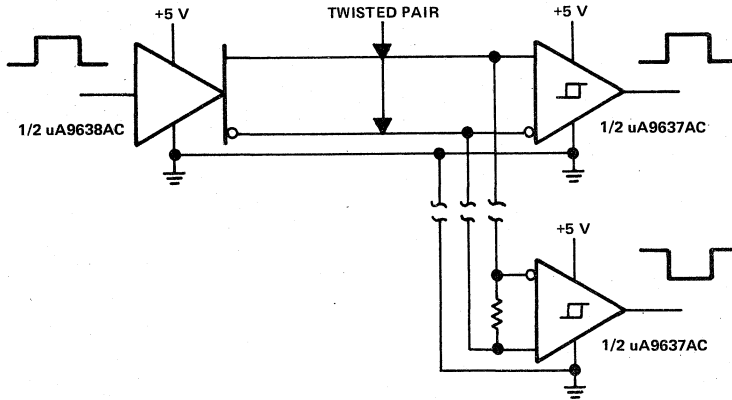 +5 V
TWISTED PAIR
+5 V
1/2 uA9638AC
1/2 uA9637AC
+5 V
1/2 uA9637AC